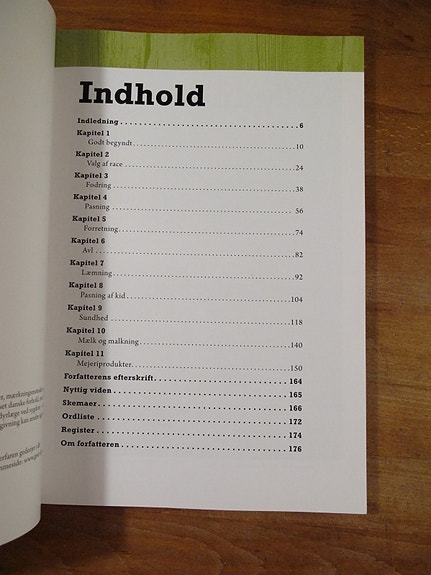 Indhold
Indledning 6
Kapitel 1
Godt begyndt 10
Kapitel 2
Valg af race 24
Kapitel 3
Fodring 38
Kapitel 4
Pasning 56
Kapitel 5
Forretning 74
Kapitel 6
Avl 82
Kapitel 7
Læmning 92
Kapitel 8
Pasning af kid 104
Kapitel 9
Sundhed 118
Kapitel 10
Mælk og malkning 140
Kapitel 11
Mejeriprodukter 150
Forfatterens efterskrift 164
Nyttig viden 165
Skemaer 166
Ordliste 172
Register 174
Om forfatteren 176